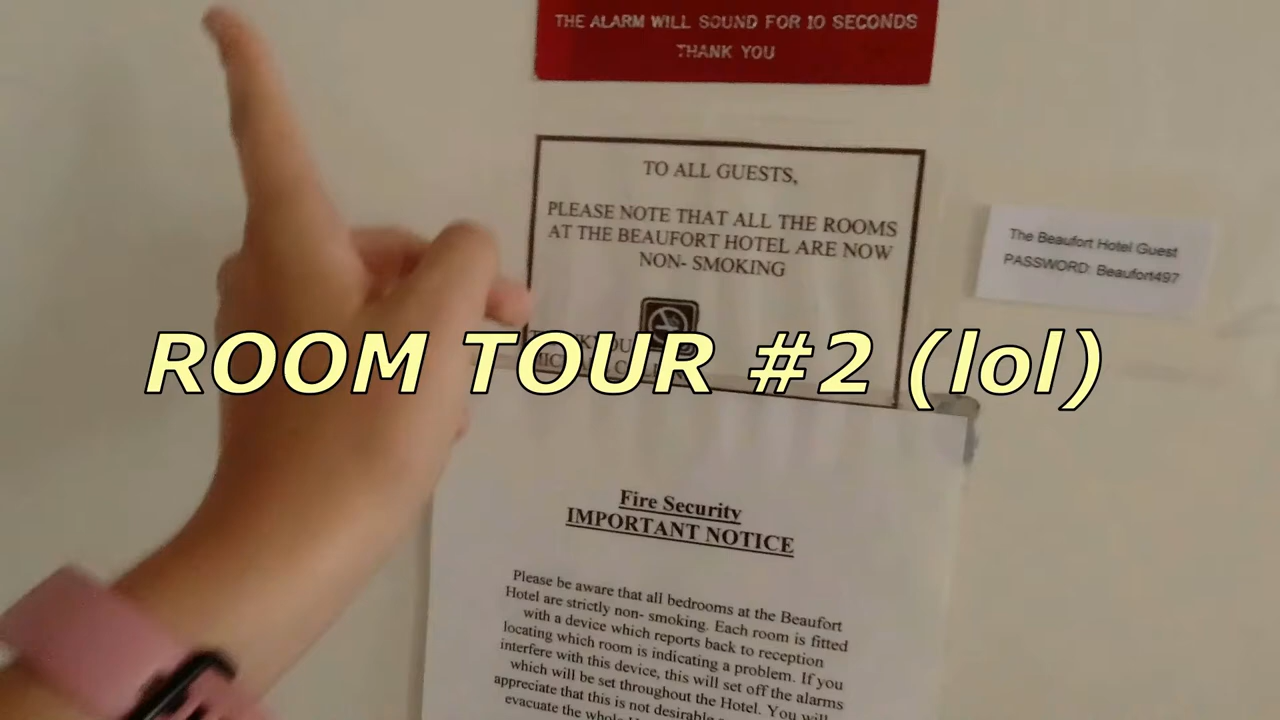 THE ALARM WILL SOUND FOR 10 SECONDS
THANK YOU
TO ALL GUESTS,
PLEASE NOTE THAT ALL THE ROOMS
AT THE BEAUFORT HOTEL ARE NOW
NON- SMOKING
The Beaufort Hotel Guest
PASSWORD: Beaufort497
ROOM TOUR #2 (lol)
Fire Security
IMPORTANT NOTICE
Please be aware that all bedrooms at the Beaufort
Hotel are strictly non- smoking. Each room is fitted
with a device which reports back to reception
locating which room is indicating a problem. If you
interfere with this device, this will set off the alarms
which will be set throughout the Hotel. You will
appreciate that this is not desirable
evacuate the whole